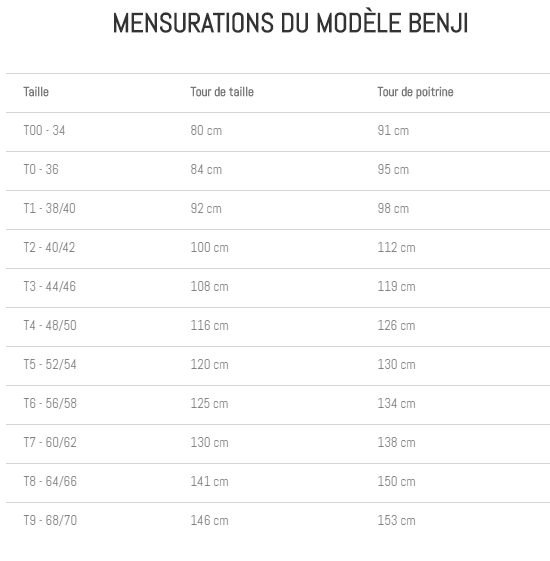 MENSURATIONS DU MODÈLE BENJI
Taille Tour de taille Tour de poitrine
T00 - 34 80 cm 91 cm
T0 - 36 84 cm 95 cm
T1 - 38/40 92 cm 98 cm
T2 - 40/42 100 cm 112 cm
T3 - 44/46 108 cm 119 cm
T4 - 48/50 116 cm 126 cm
T5 - 52/54 120 cm 130 cm
T6 - 56/58 125 cm 134 cm
T7 - 60/62 130 cm 138 cm
T8 - 64/66 141 cm 150 cm
T9 - 68/70 146 cm 153 cm